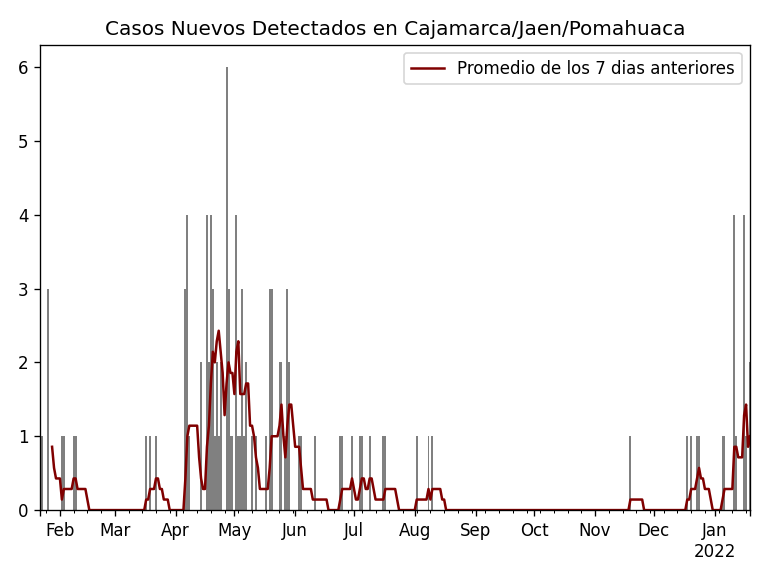 Casos Nuevos Detectados en Cajamarca/Jaen/Pomahuaca
Promedio de los 7 dias anteriores
6
5
4
3
2
1
0
Feb Mar Apr May Jun Jul Aug Sep Oct Nov Dec Jan
2022